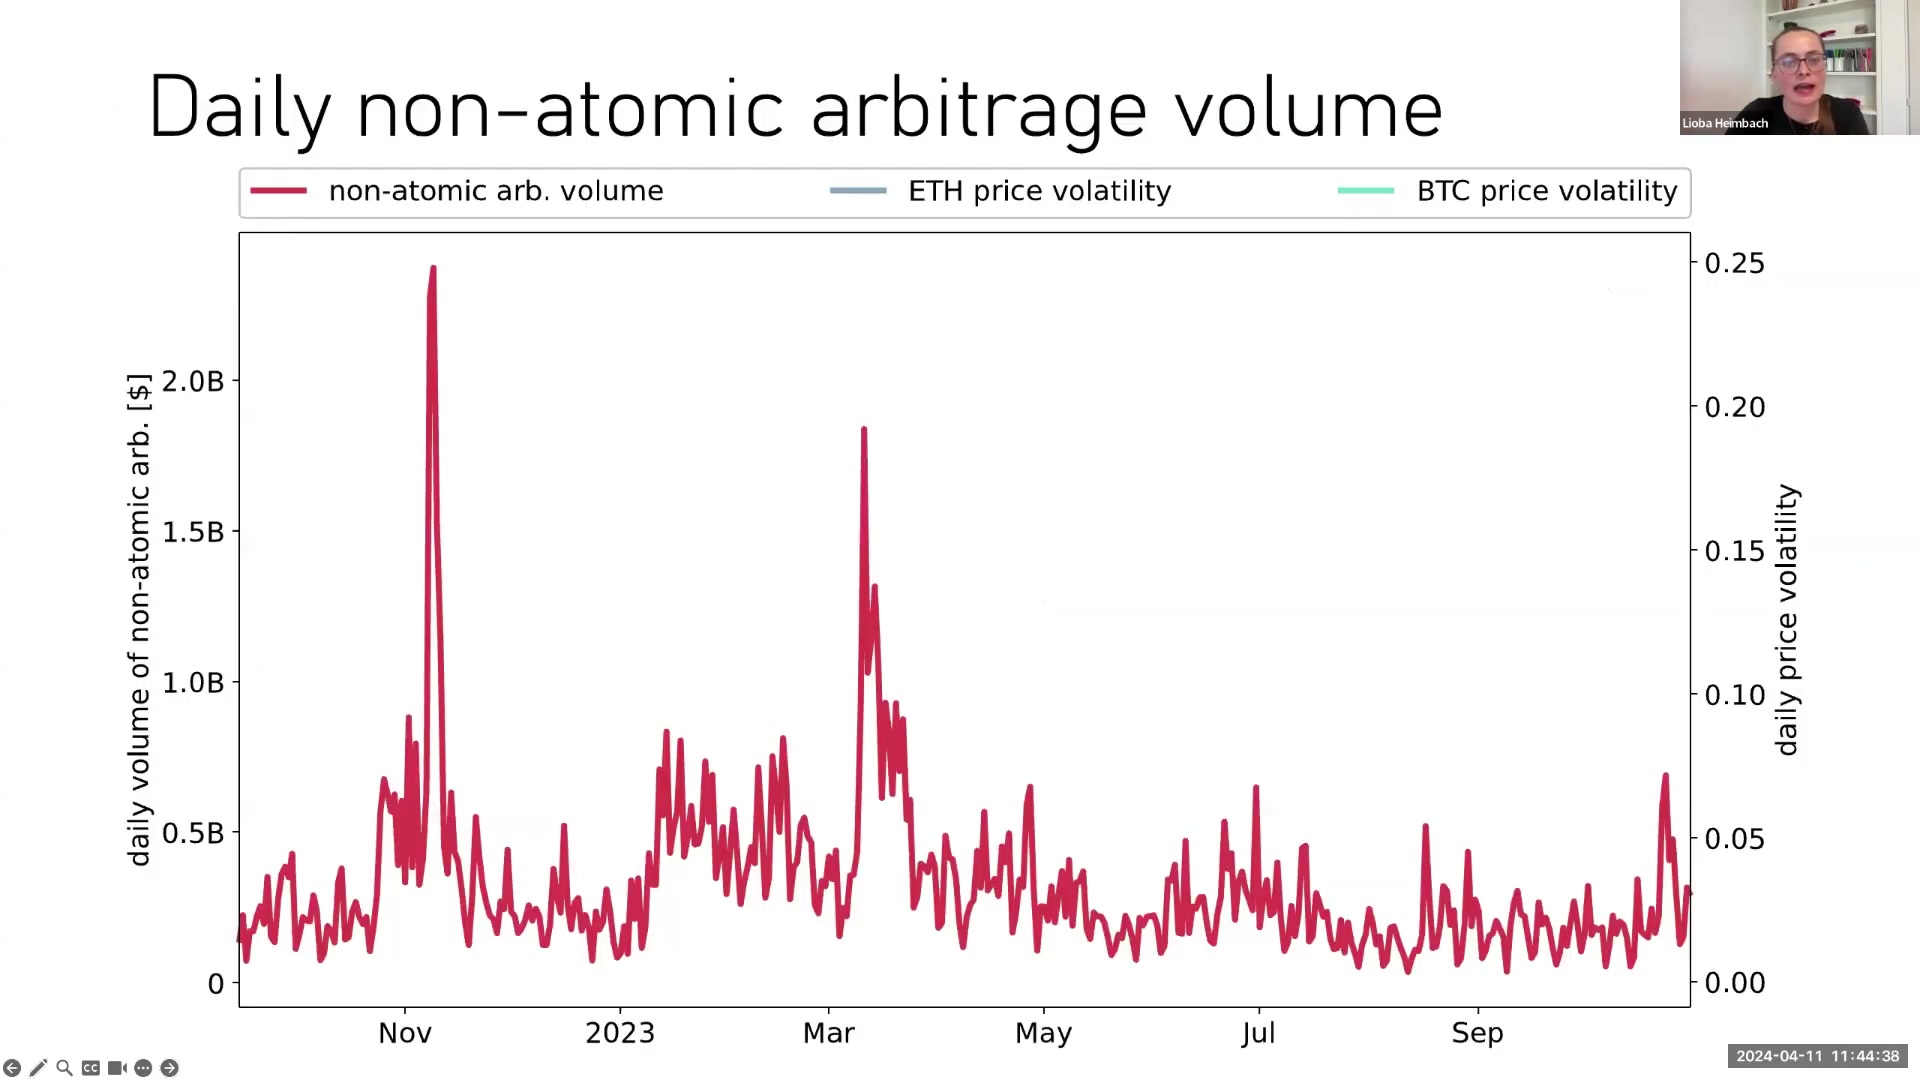 Daily non-atomic arbitrage volume
Lioba Heimbach
non-atomic arb. volume
ETH price volatility
BTC price volatility
daily volume of non-atomic arb. [$]
2.0B
1.5B
1.0B
0.5B
0
0.25
0.20
0.15
0.10
0.05
0.00
daily price volatility
Nov
2023
Mar
May
Jul
Sep
CC
2024-04-11 11:44:38